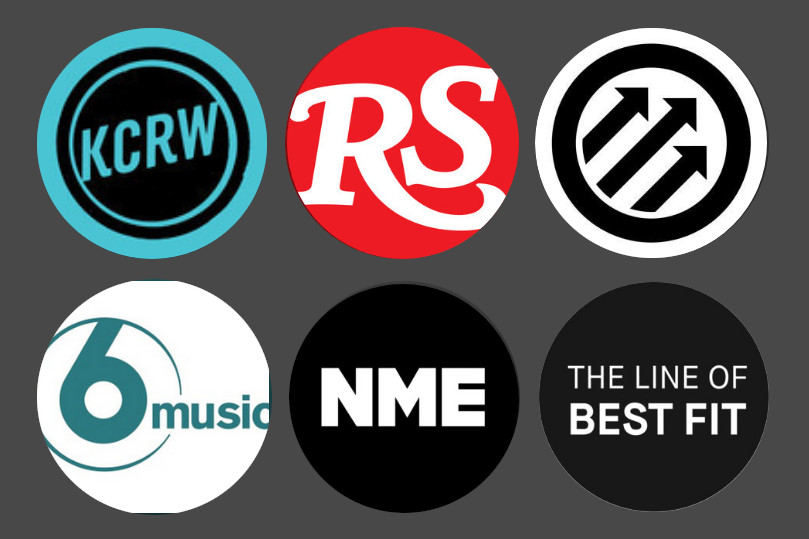 KCRW
RS
6
music
NME
THE LINE OF
BEST FIT